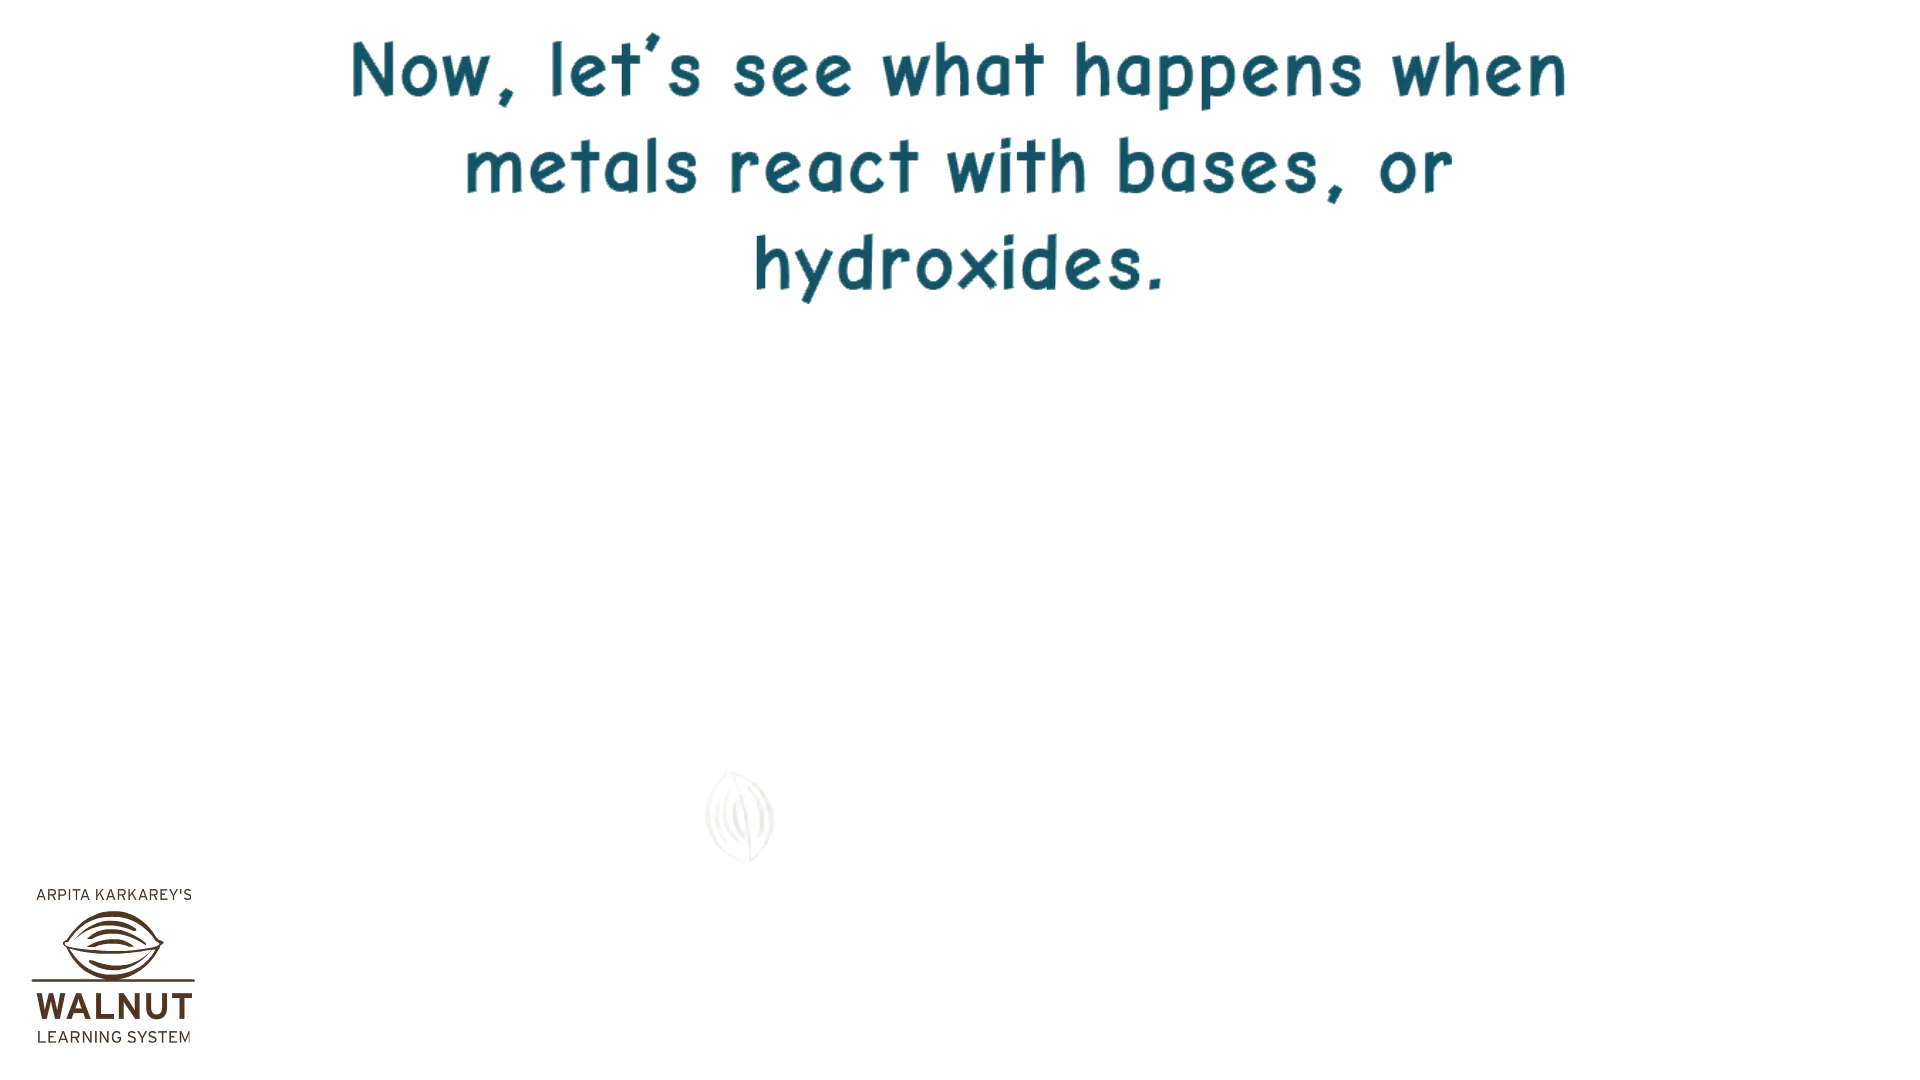 Now, let's see what happens when
metals react with bases, or
hydroxides.
ARPITA KARKAREY'S
WALNUT
LEARNING SYSTEM